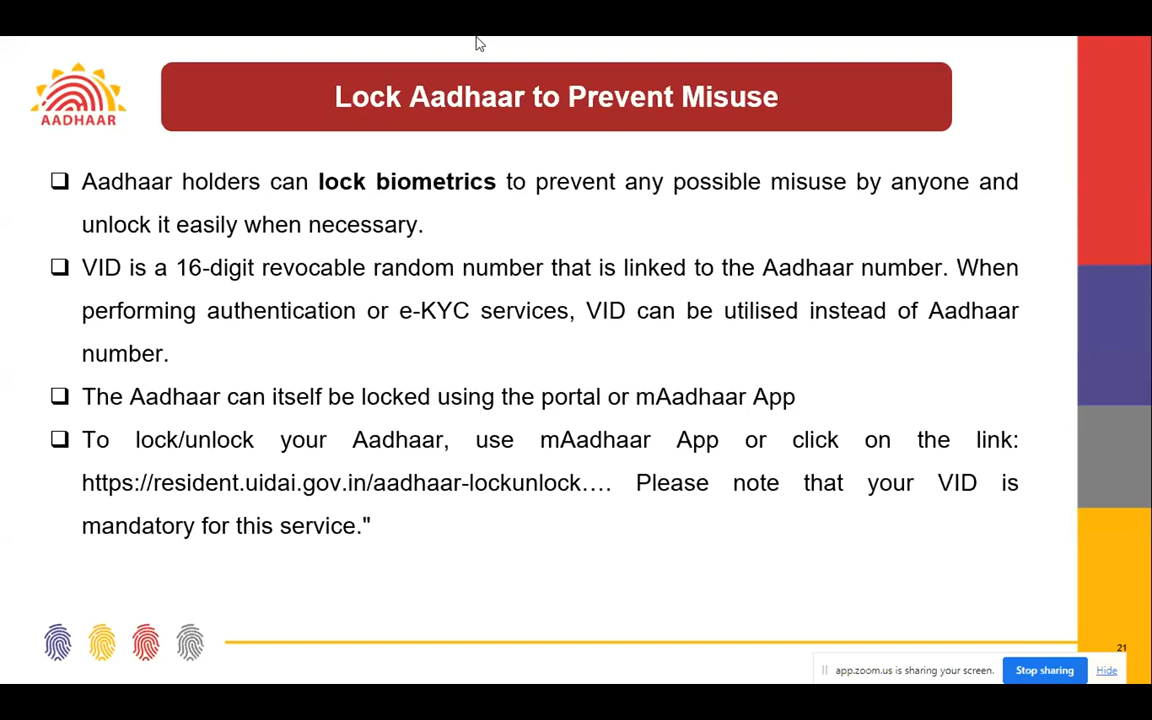 AADHAAR
Lock Aadhaar to Prevent Misuse
Aadhaar holders can lock biometrics to prevent any possible misuse by anyone and
unlock it easily when necessary.
VID is a 16-digit revocable random number that is linked to the Aadhaar number. When
performing authentication or e-KYC services, VID can be utilised instead of Aadhaar
number.
The Aadhaar can itself be locked using the portal or mAadhaar App
To lock/unlock your Aadhaar, use mAadhaar App or click on the link:
https://resident.uidai.gov.in/aadhaar-lockunlock…. Please note that your VID is
mandatory for this service."
21
app.zoom.us is sharing your screen. Stop sharing Hide